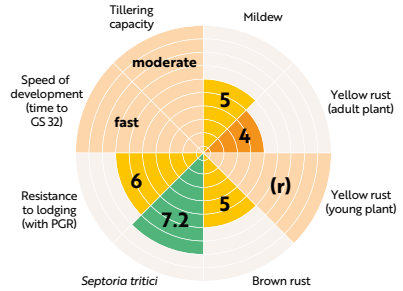 Tillering
capacity
Mildew
moderate
5
Speed of
development
(time to
GS 32)
Yellow rust
(adult plant)
fast
4
6
(r)
Resistance
to lodging
(with PGR)
Yellow rust
(young plant)
7.2
5
Septoria tritici
Brown rust